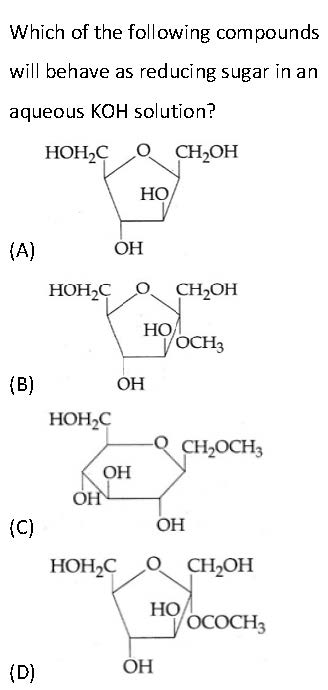 Which of the following compounds
will behave as reducing sugar in an
aqueous KOH solution?
HOH₂C O CH₂OH
HO
(A) OH
HOH₂C O CH₂OH
HO OCH₃
(B) OH
HOH₂C
O CH₂OCH₃
OH
OH
(C) OH
HOH₂C O CH₂OH
HO OCOCH₃
(D) OH